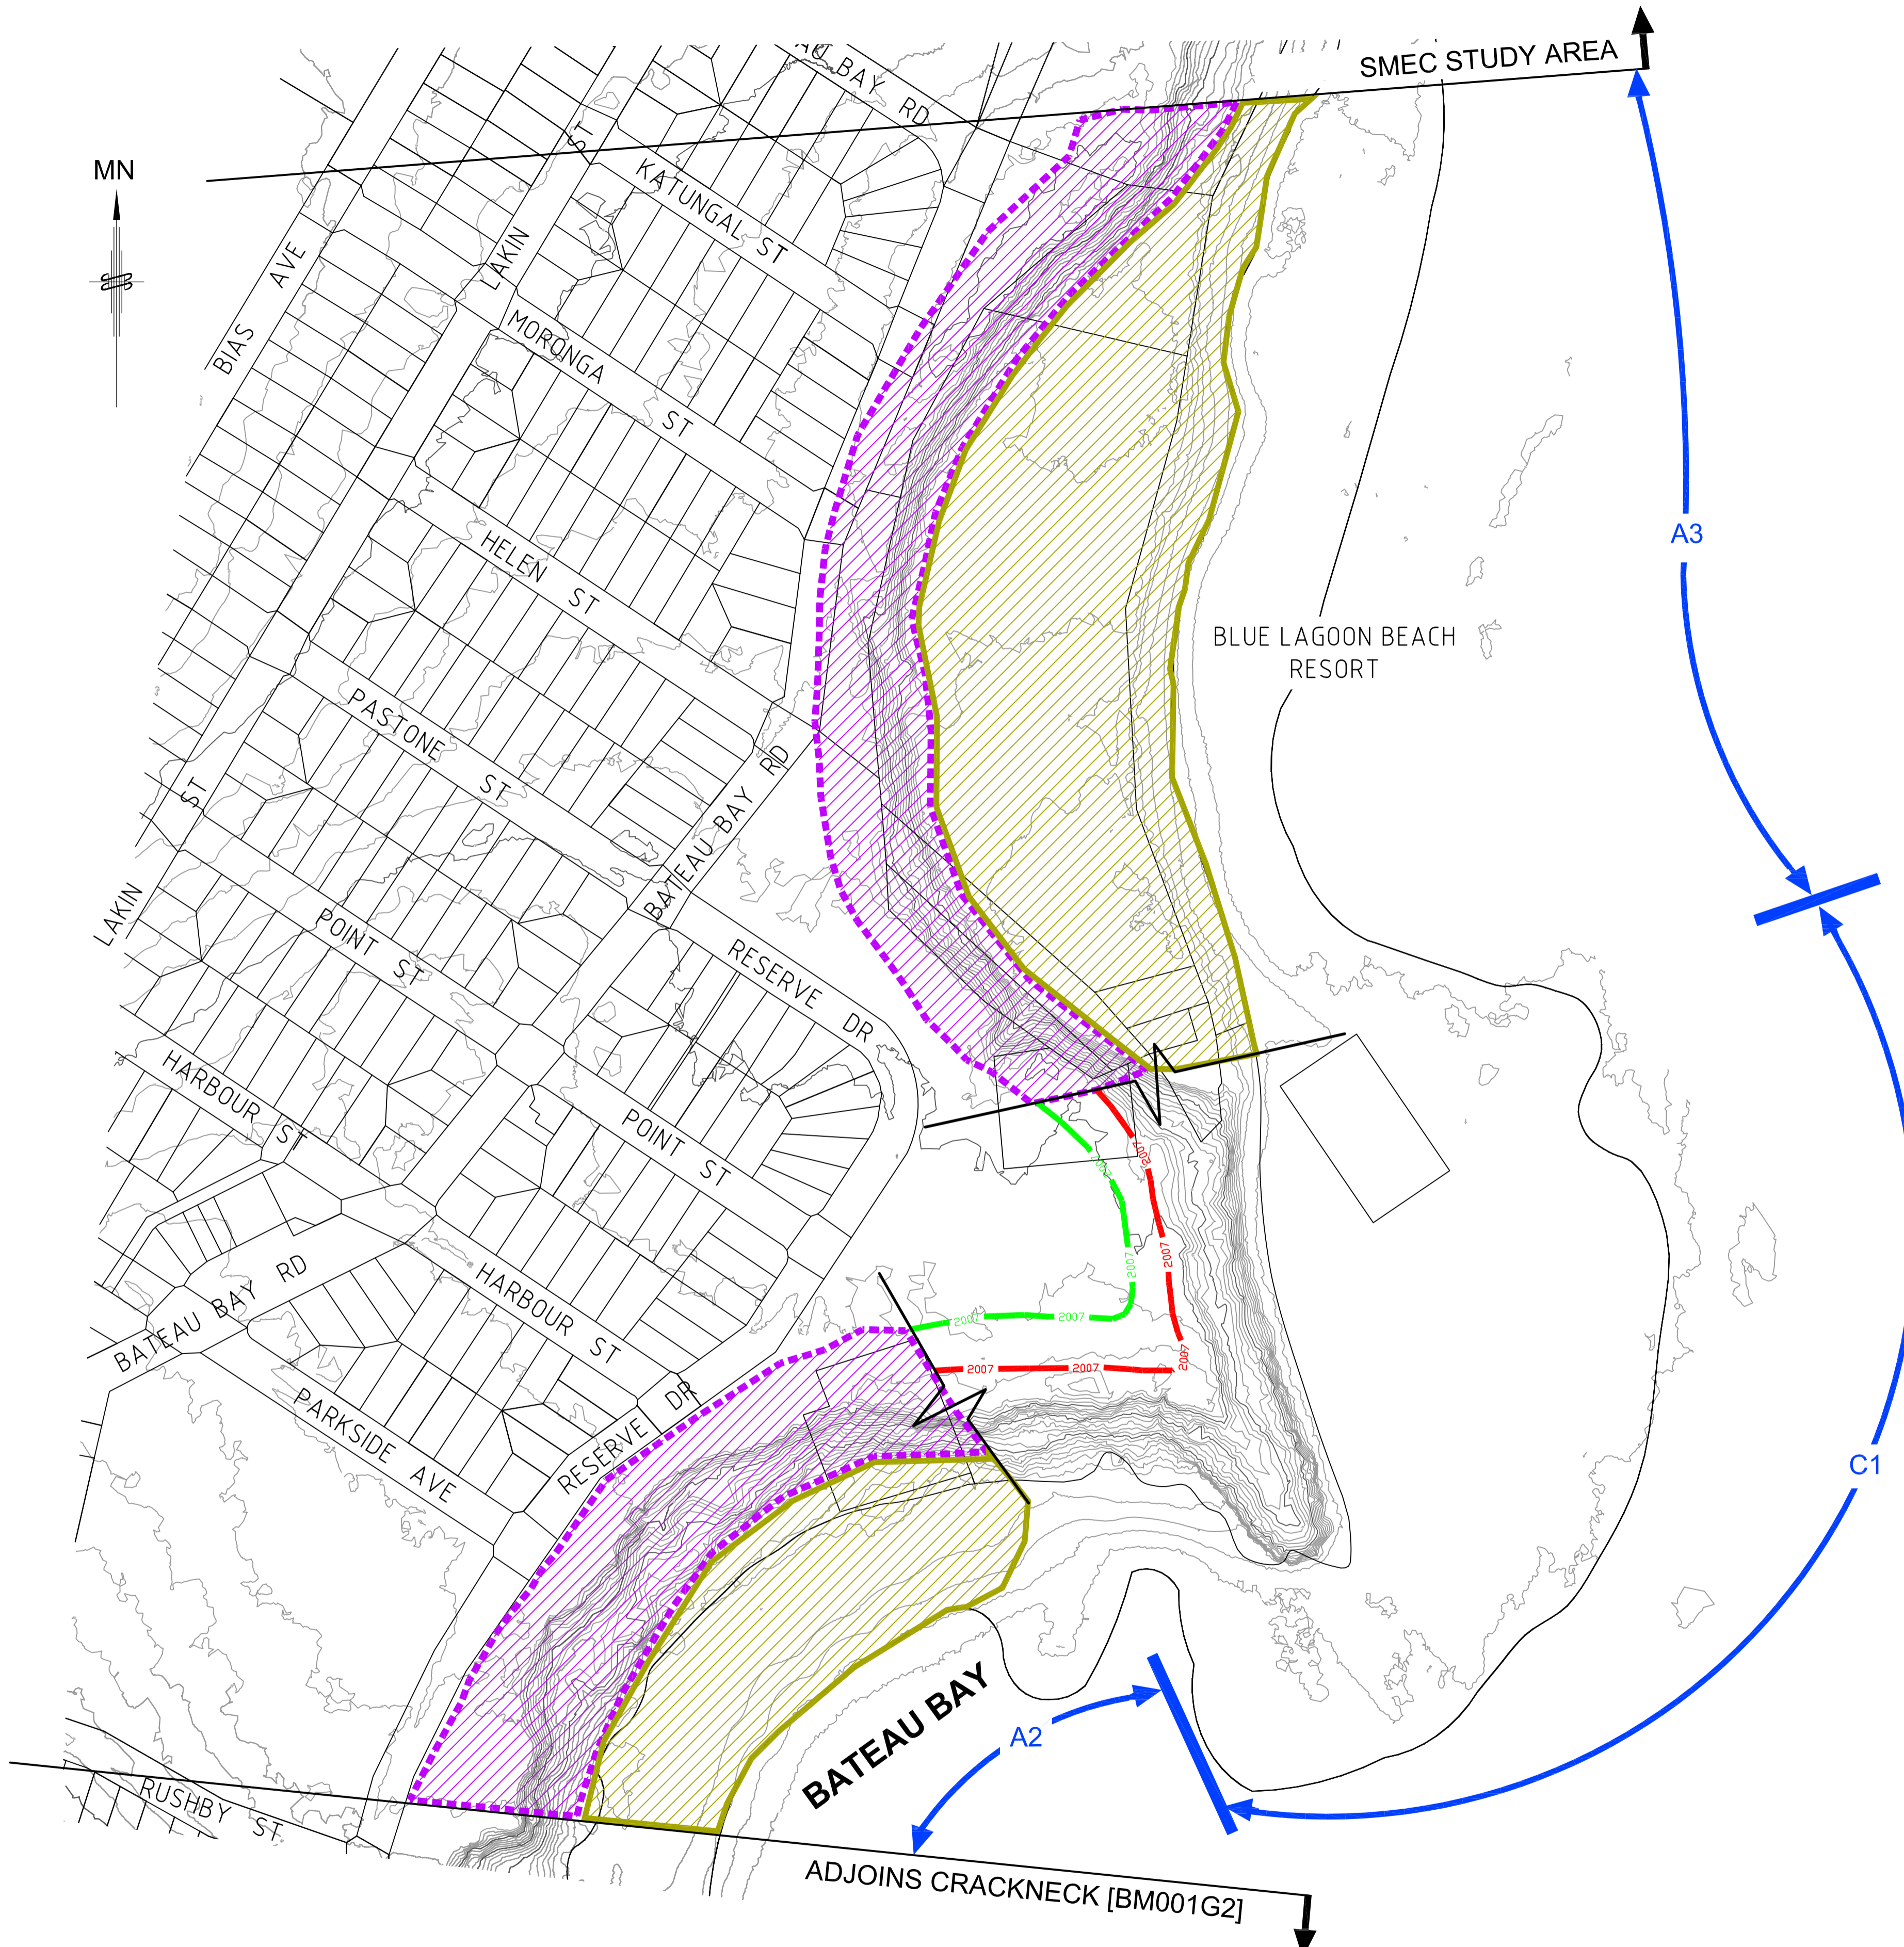 SMEC STUDY AREA
BATEAU BAY RD
MN
LAKIN ST
KATUNGAL ST
BIAS AVE
MORONGA ST
A3
HELEN ST
BLUE LAGOON BEACH
RESORT
PASTONE ST
BATEAU BAY RD
LAKIN ST
POINT ST
RESERVE DR
HARBOUR ST
POINT ST
2007
2007
2007
2007
BATEAU BAY RD
HARBOUR ST
2007
2007
2007
2007
2007
PARKSIDE AVE
RESERVE DR
C1
BATEAU BAY
A2
RUSHBY ST
ADJOINS CRACKNECK [BM001G2]